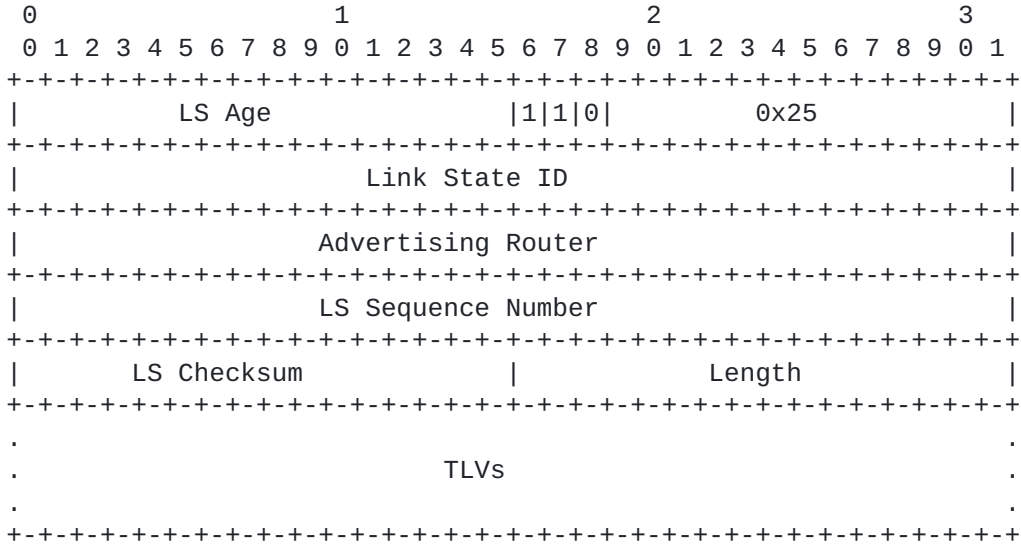 0                   1                   2                   3
 0 1 2 3 4 5 6 7 8 9 0 1 2 3 4 5 6 7 8 9 0 1 2 3 4 5 6 7 8 9 0 1
+-+-+-+-+-+-+-+-+-+-+-+-+-+-+-+-+-+-+-+-+-+-+-+-+-+-+-+-+-+-+-+-+
|          LS Age               |1|1|0|         0x25            |
+-+-+-+-+-+-+-+-+-+-+-+-+-+-+-+-+-+-+-+-+-+-+-+-+-+-+-+-+-+-+-+-+
|                      Link State ID                            |
+-+-+-+-+-+-+-+-+-+-+-+-+-+-+-+-+-+-+-+-+-+-+-+-+-+-+-+-+-+-+-+-+
|                   Advertising Router                          |
+-+-+-+-+-+-+-+-+-+-+-+-+-+-+-+-+-+-+-+-+-+-+-+-+-+-+-+-+-+-+-+-+
|                   LS Sequence Number                          |
+-+-+-+-+-+-+-+-+-+-+-+-+-+-+-+-+-+-+-+-+-+-+-+-+-+-+-+-+-+-+-+-+
|       LS Checksum             |            Length             |
+-+-+-+-+-+-+-+-+-+-+-+-+-+-+-+-+-+-+-+-+-+-+-+-+-+-+-+-+-+-+-+-+
.                                                               .
.                           TLVs                                .
.                                                               .
+-+-+-+-+-+-+-+-+-+-+-+-+-+-+-+-+-+-+-+-+-+-+-+-+-+-+-+-+-+-+-+-+